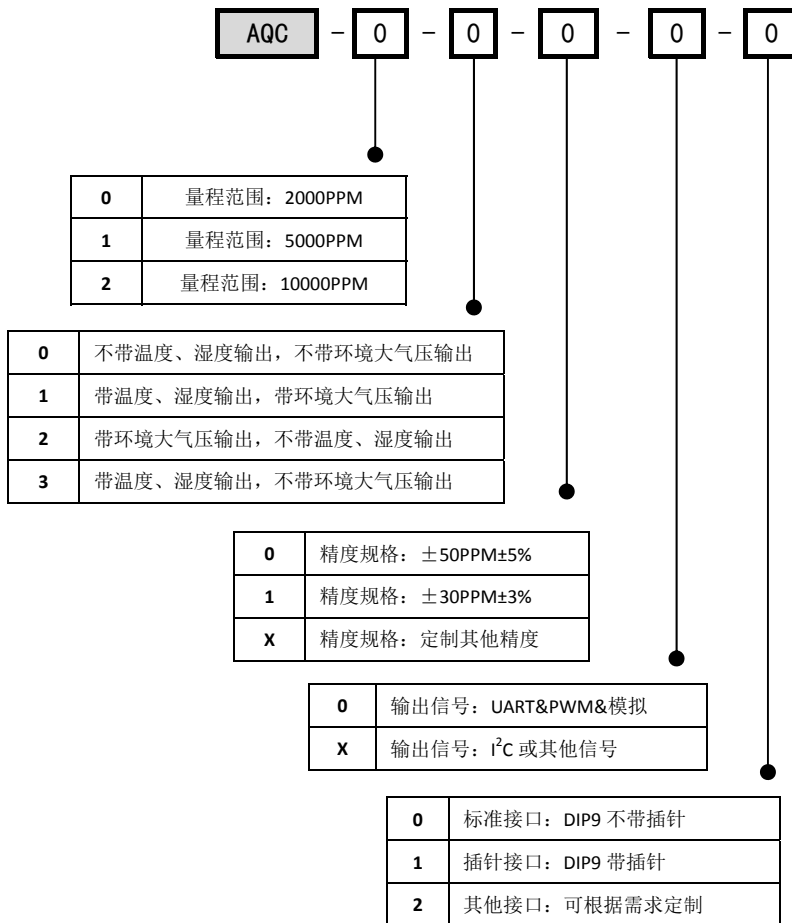 AQC - 0 - 0 - 0 - 0 - 0
0 量程范围：2000PPM
1 量程范围：5000PPM
2 量程范围：10000PPM
0 不带温度、湿度输出，不带环境大气压输出
1 带温度、湿度输出，带环境大气压输出
2 带环境大气压输出，不带温度、湿度输出
3 带温度、湿度输出，不带环境大气压输出
0 精度规格：±50PPM±5%
1 精度规格：±30PPM±3%
X 精度规格：定制其他精度
0 输出信号：UART&PWM&模拟
X 输出信号：I²C 或其他信号
0 标准接口：DIP9 不带插针
1 插针接口：DIP9 带插针
2 其他接口：可根据需求定制